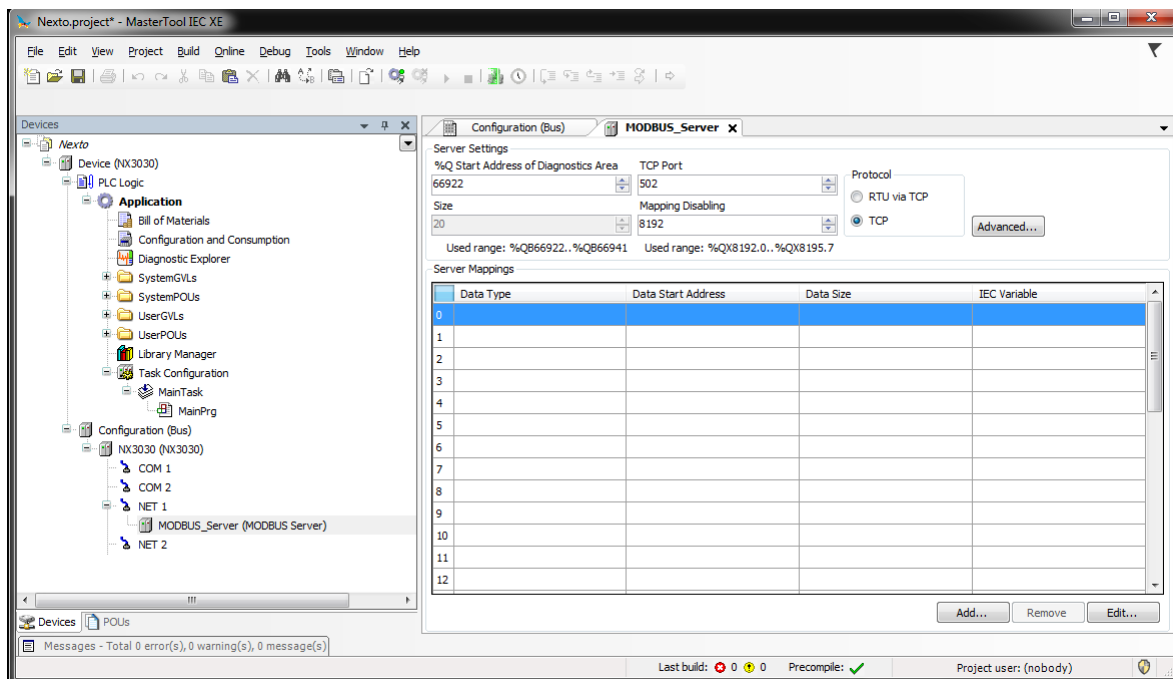 Nexto.project* - MasterTool IEC XE
File Edit View Project Build Online Debug Tools Window Help
Devices
Nexto
Device (NX3030)
PLC Logic
Application
Bill of Materials
Configuration and Consumption
Diagnostic Explorer
SystemGVLs
SystemPOUs
UserGVLs
UserPOUs
Library Manager
Task Configuration
MainTask
MainPrg
Configuration (Bus)
NX3030 (NX3030)
COM 1
COM 2
NET 1
MODBUS_Server (MODBUS Server)
NET 2
Devices POUs
Configuration (Bus) MODBUS_Server
Server Settings
%Q Start Address of Diagnostics Area TCP Port
66922 502
Size Mapping Disabling
20 8192
Used range: %QB66922..%QB66941 Used range: %QX8192.0..%QX8195.7
Protocol
RTU via TCP
TCP
Advanced...
Server Mappings
Data Type Data Start Address Data Size IEC Variable
0
1
2
3
4
5
6
7
8
9
10
11
12
Add... Remove Edit...
Messages - Total 0 error(s), 0 warning(s), 0 message(s)
Last build: 0 0 Precompile: Project user: (nobody)